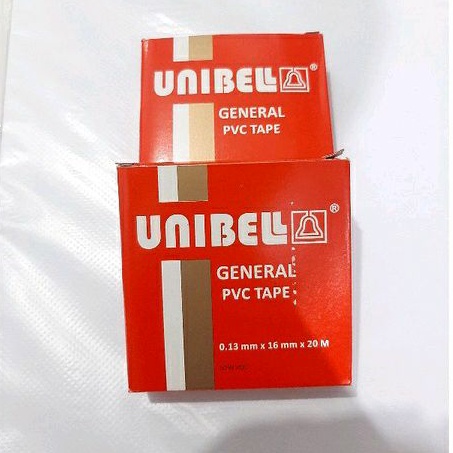 UNIBELL®
GENERAL
PVC TAPE
UNIBELL®
GENERAL
PVC TAPE
0.13 mm x 16 mm x 20 M